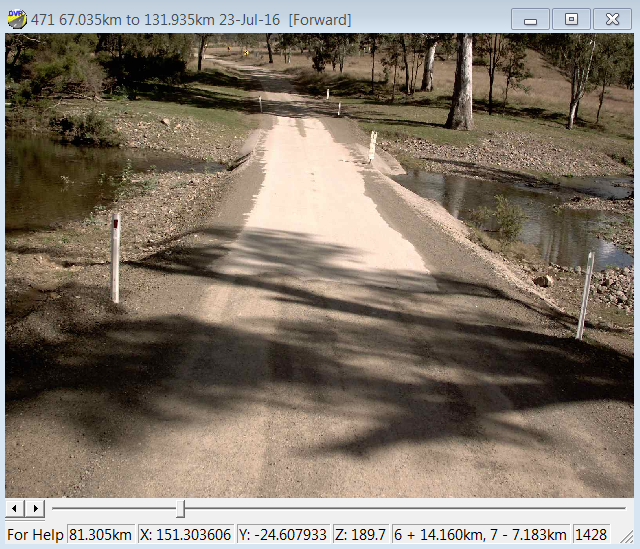 DVR 471 67.035km to 131.935km 23-Jul-16 [Forward]
For Help 81.305km X: 151.303606 Y: -24.607933 Z: 189.7 6 + 14.160km, 7 - 7.183km 1428